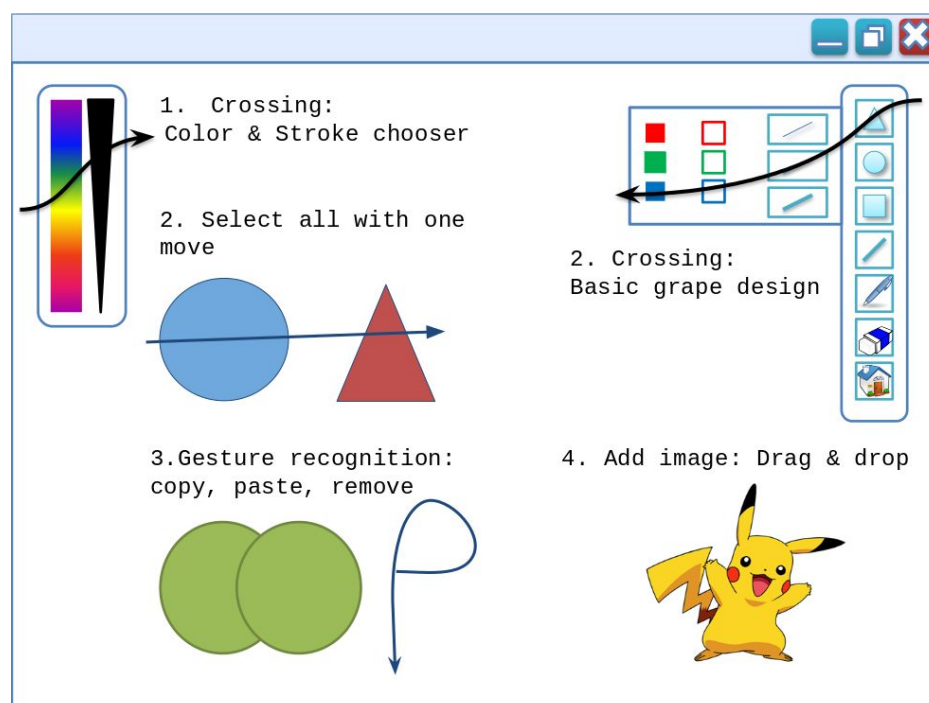 1. Crossing:
Color & Stroke chooser
2. Select all with one
move
2. Crossing:
Basic grape design
3.Gesture recognition:
copy, paste, remove
4. Add image: Drag & drop